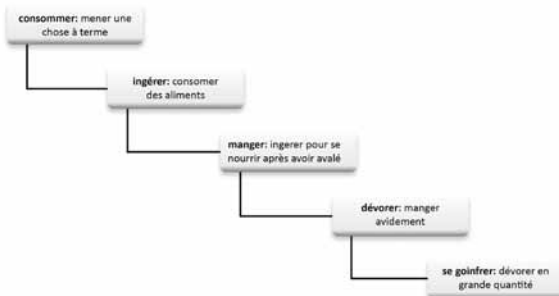 consommer: mener une
chose à terme
ingérer: consomer
des aliments
manger: ingerer pour se
nourrir après avoir avalé
dévorer: manger
avidement
se goinfrer: dévorer en
grande quantité